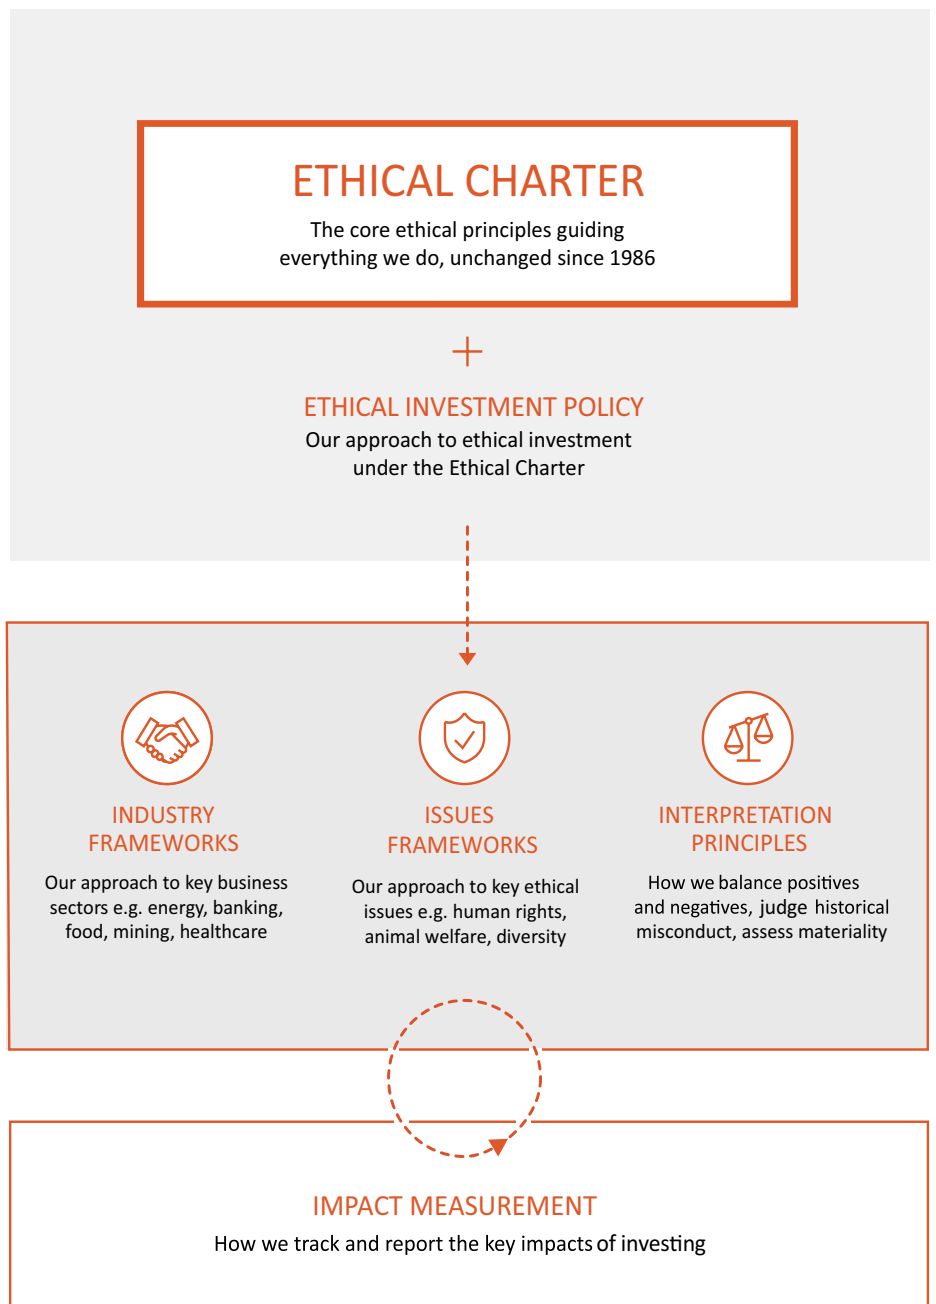 ETHICAL CHARTER
The core ethical principles guiding
everything we do, unchanged since 1986
+
ETHICAL INVESTMENT POLICY
Our approach to ethical investment
under the Ethical Charter
INDUSTRY
FRAMEWORKS
Our approach to key business
sectors e.g. energy, banking,
food, mining, healthcare
ISSUES
FRAMEWORKS
Our approach to key ethical
issues e.g. human rights,
animal welfare, diversity
INTERPRETATION
PRINCIPLES
How we balance positives
and negatives, judge historical
misconduct, assess materiality
IMPACT MEASUREMENT
How we track and report the key impacts of investing